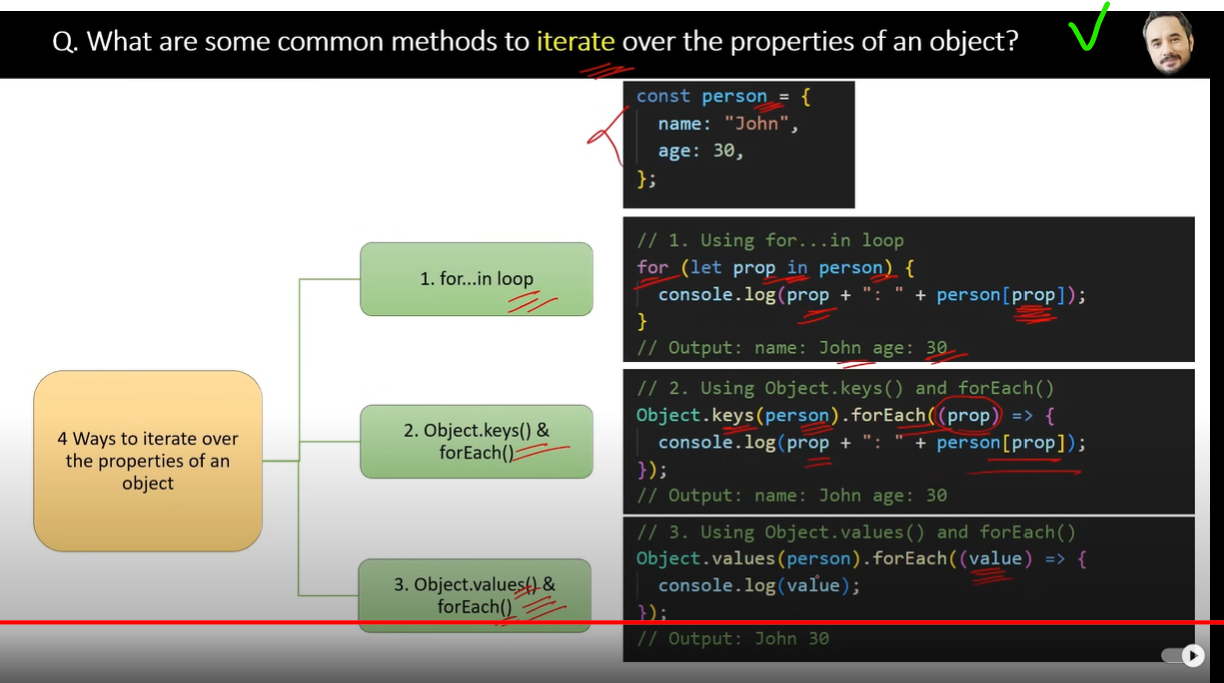 Q. What are some common methods to iterate over the properties of an object?
const person = {
name: "John",
age: 30,
};
1. for...in loop
// 1. Using for...in loop
for (let prop in person) {
console.log(prop + ": " + person[prop]);
}
// Output: name: John age: 30
4 Ways to iterate over
the properties of an
object
2. Object.keys() &
forEach()
// 2. Using Object.keys() and forEach()
Object.keys(person).forEach((prop) => {
console.log(prop + ": " + person[prop]);
});
// Output: name: John age: 30
3. Object.values() &
forEach()
// 3. Using Object.values() and forEach()
Object.values(person).forEach((value) => {
console.log(value);
});
// Output: John 30